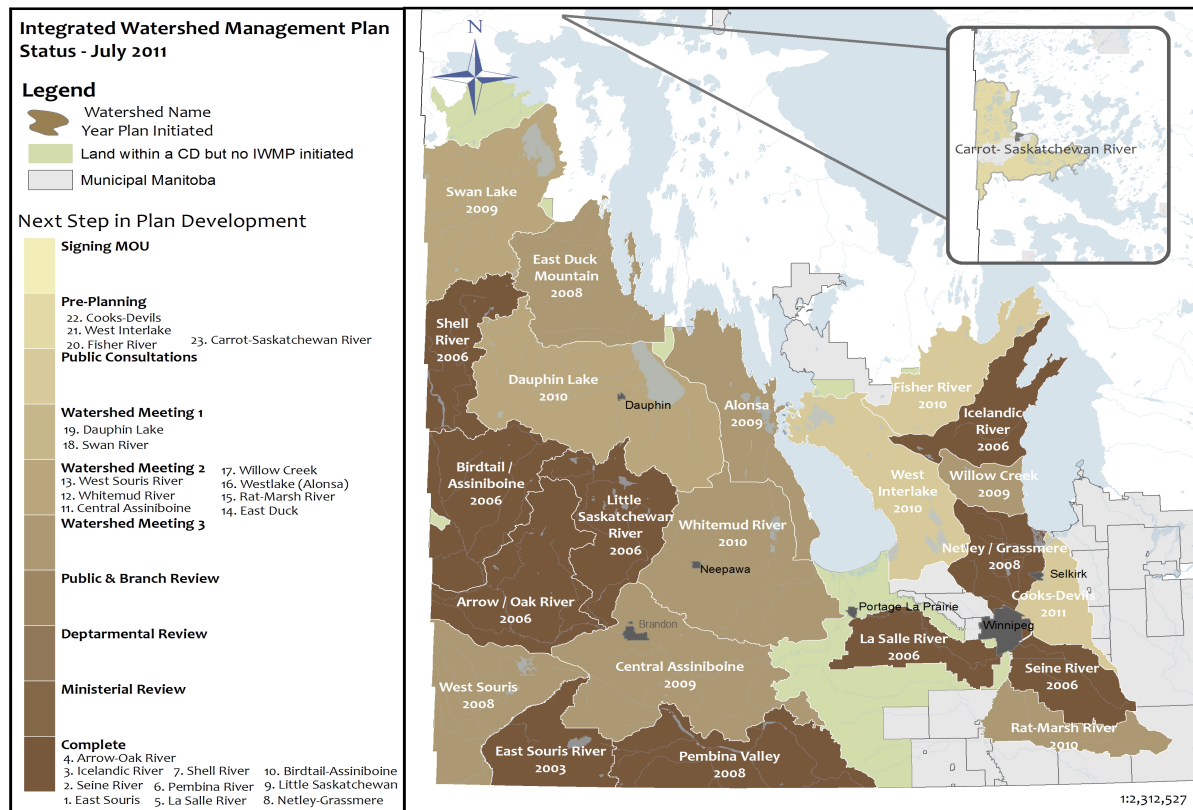 Integrated Watershed Management Plan
Status - July 2011
Legend
Watershed Name
Year Plan Initiated
Land within a CD but no IWMP initiated
Municipal Manitoba
Next Step in Plan Development
Signing MOU
Pre-Planning
22. Cooks-Devils
21. West Interlake
20. Fisher River
23. Carrot-Saskatchewan River
Public Consultations
Watershed Meeting 1
19. Dauphin Lake
18. Swan River
Watershed Meeting 2
13. West Souris River
12. Whitemud River
11. Central Assiniboine
17. Willow Creek
16. Westlake (Alonsa)
15. Rat-Marsh River
14. East Duck
Watershed Meeting 3
Public & Branch Review
Deptarmental Review
Ministerial Review
Complete
4. Arrow-Oak River
3. Icelandic River
2. Seine River
1. East Souris
7. Shell River
6. Pembina River
5. La Salle River
10. Birdtail-Assiniboine
9. Little Saskatchewan
8. Netley-Grassmere
N
Carrot- Saskatchewan River
Swan Lake
2009
East Duck
Mountain
2008
Shell
River
2006
Dauphin Lake
2010
Dauphin
Alonsa
2009
Fisher River
2010
Icelandic
River
2006
Birdtail /
Assiniboine
2006
Little
Saskatchewan
River
2006
Whitemud River
2010
Neepawa
West
Interlake
2010
Willow Creek
2009
Netley / Grassmere
2008
Selkirk
Cooks-Devils
2011
Arrow / Oak River
2006
Brandon
Portage La Prairie
Winnipeg
La Salle River
2006
Central Assiniboine
2009
West Souris
2008
Seine River
2006
Rat-Marsh River
2010
East Souris River
2003
Pembina Valley
2008
1:2,312,527